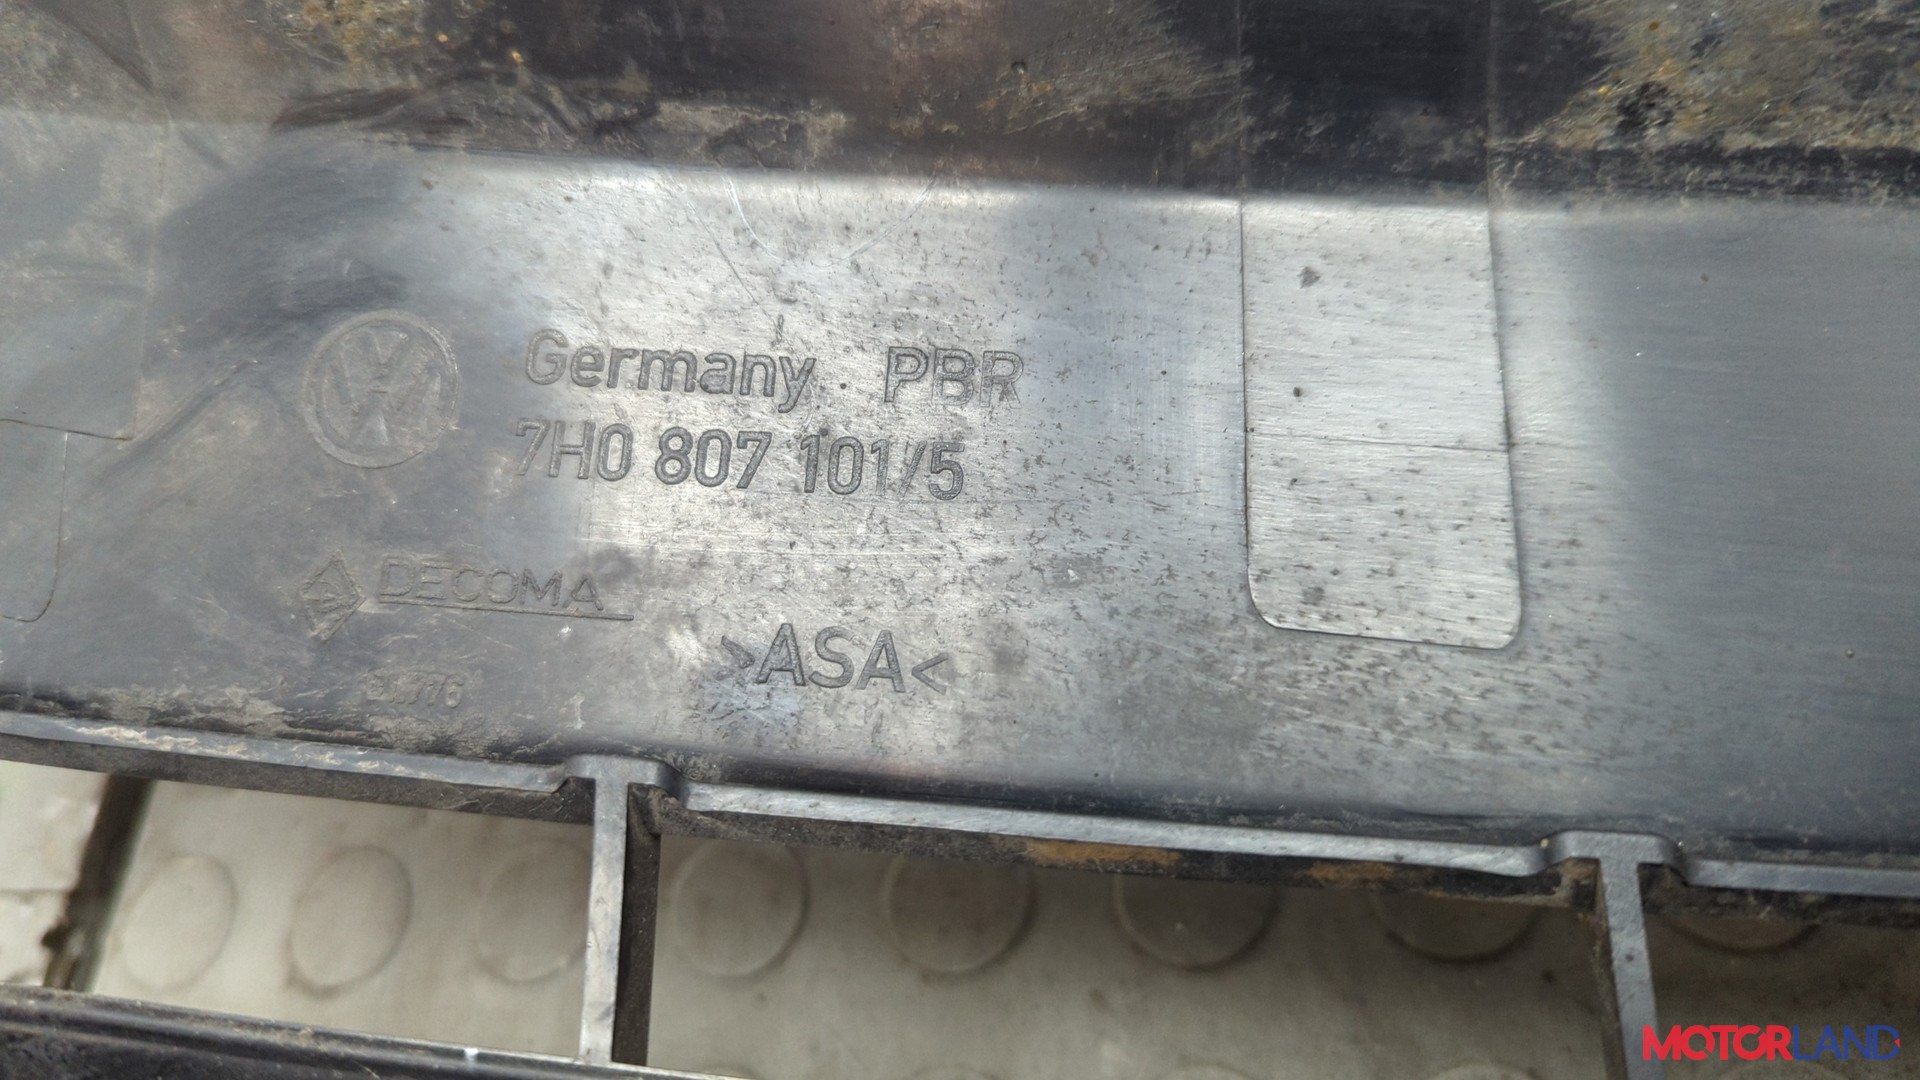 Germany PBR
7H0 807 101/5
DECOMA
>ASA<
MOTORLAND